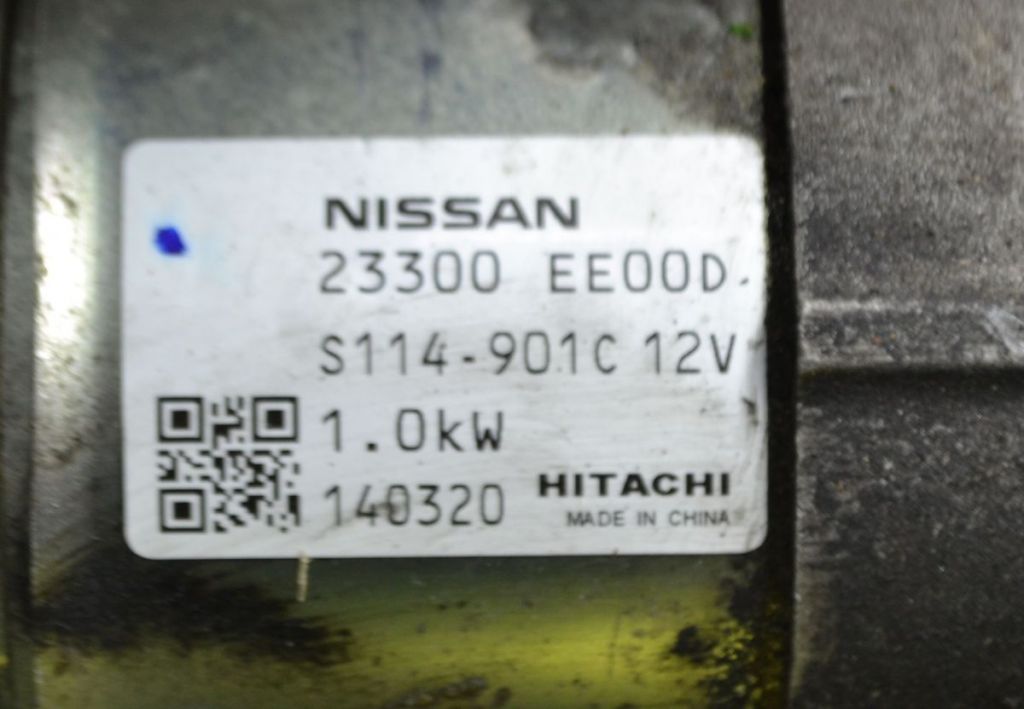 NISSAN
23300 EE00D
S114-901C 12V
1.0kW
140320
HITACHI
MADE IN CHINA